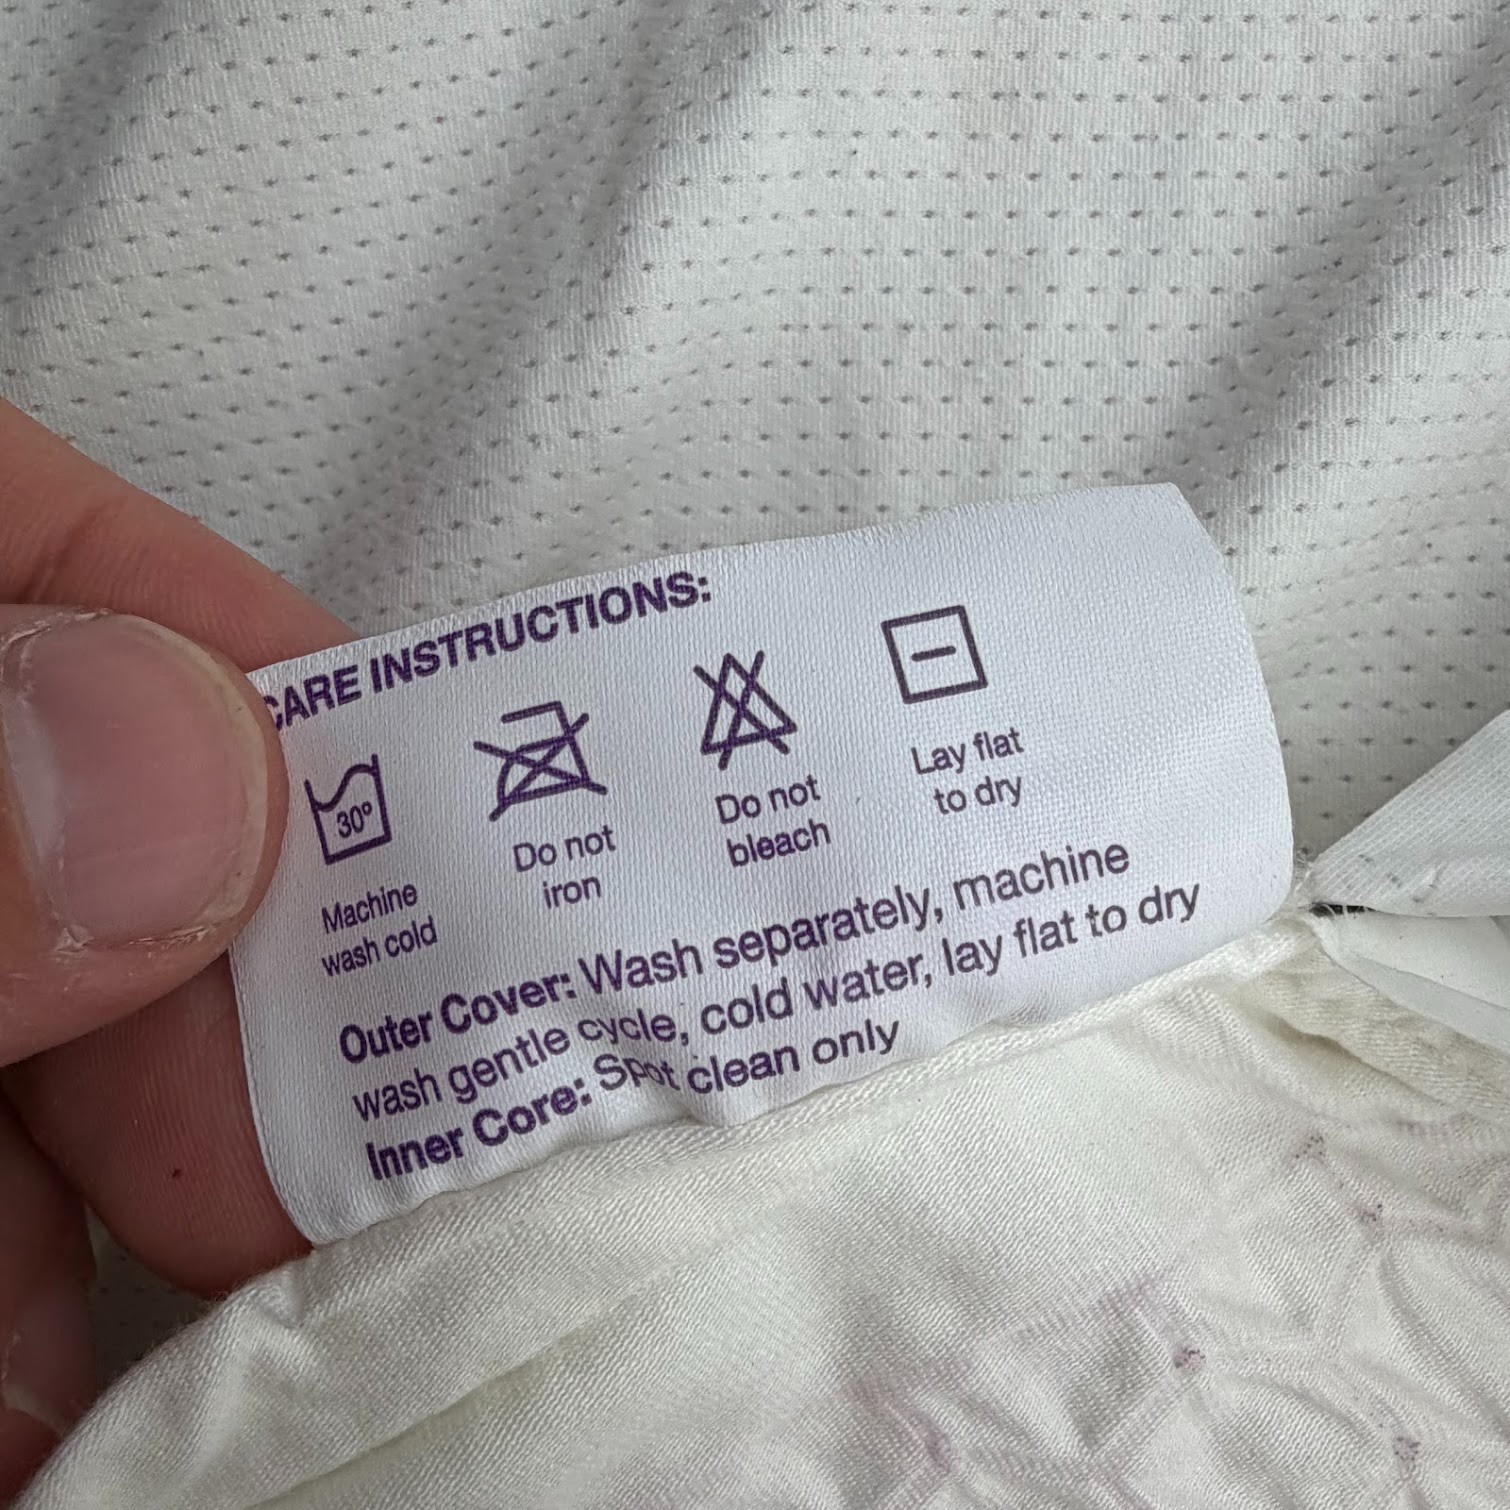 CARE INSTRUCTIONS:
30°
Machine
wash cold
Do not
iron
Do not
bleach
Lay flat
to dry
Outer Cover: Wash separately, machine
wash gentle cycle, cold water, lay flat to dry
Inner Core: Spot clean only